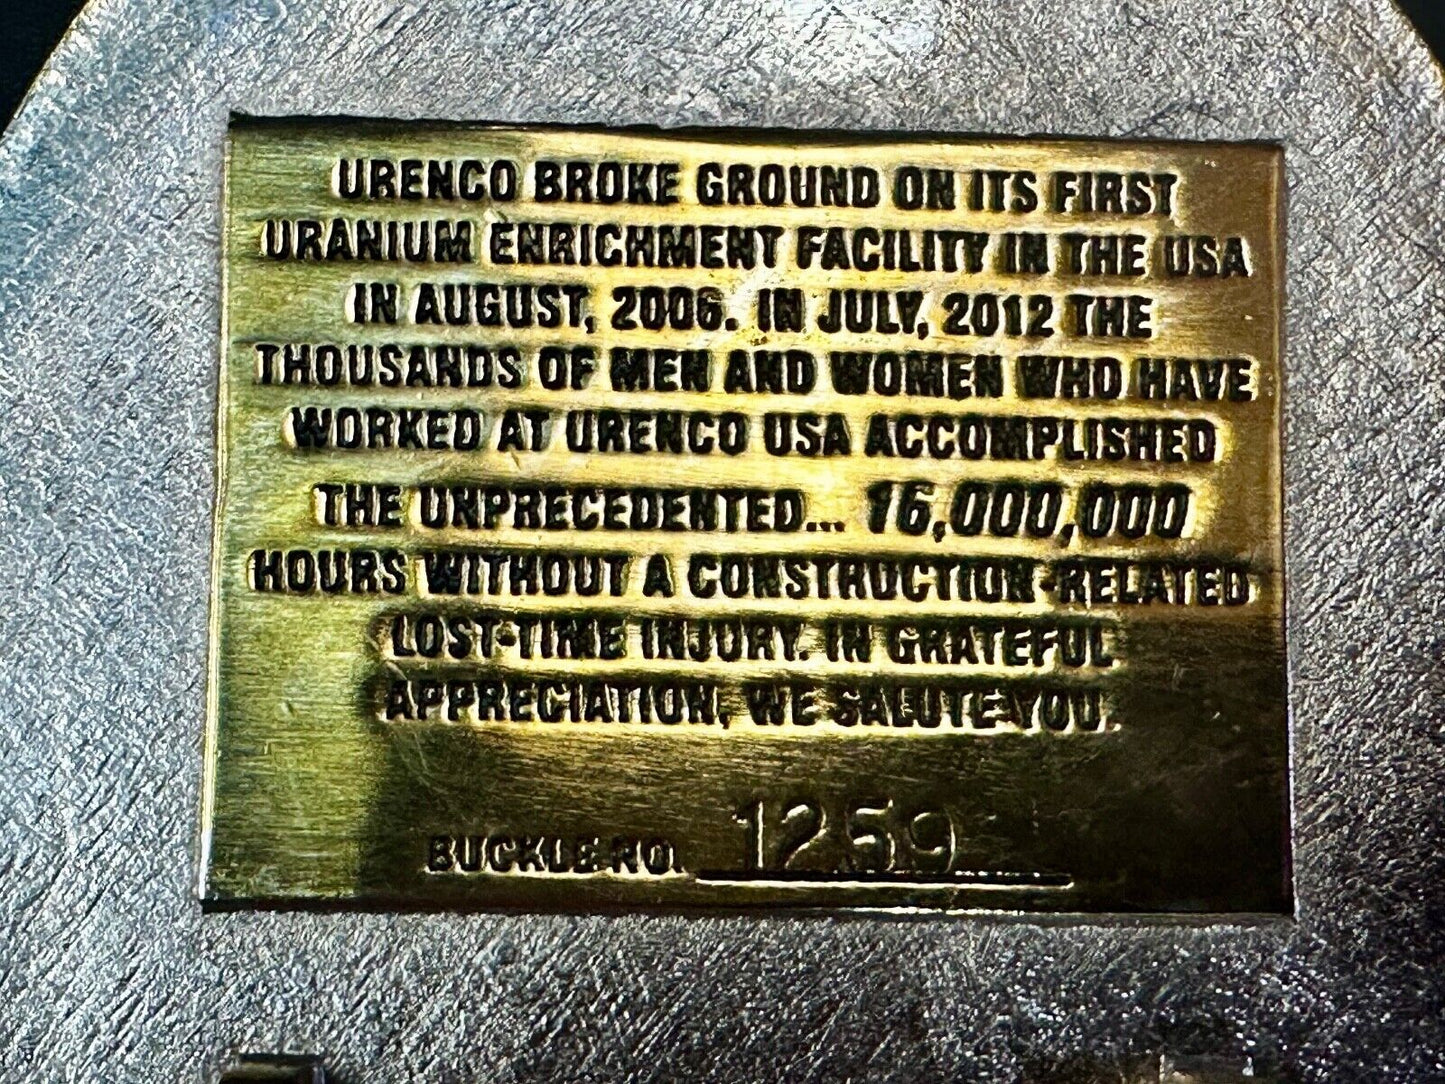 URENCO BROKE GROUND ON ITS FIRST
URANIUM ENRICHMENT FACILITY IN THE USA
IN AUGUST, 2006. IN JULY, 2012 THE
THOUSANDS OF MEN AND WOMEN WHO HAVE
WORKED AT URENCO USA ACCOMPLISHED
THE UNPRECEDENTED... 16,000,000
HOURS WITHOUT A CONSTRUCTION-RELATED
LOST-TIME INJURY. IN GRATEFUL
APPRECIATION, WE SALUTE YOU.
BUCKLE NO. 1259